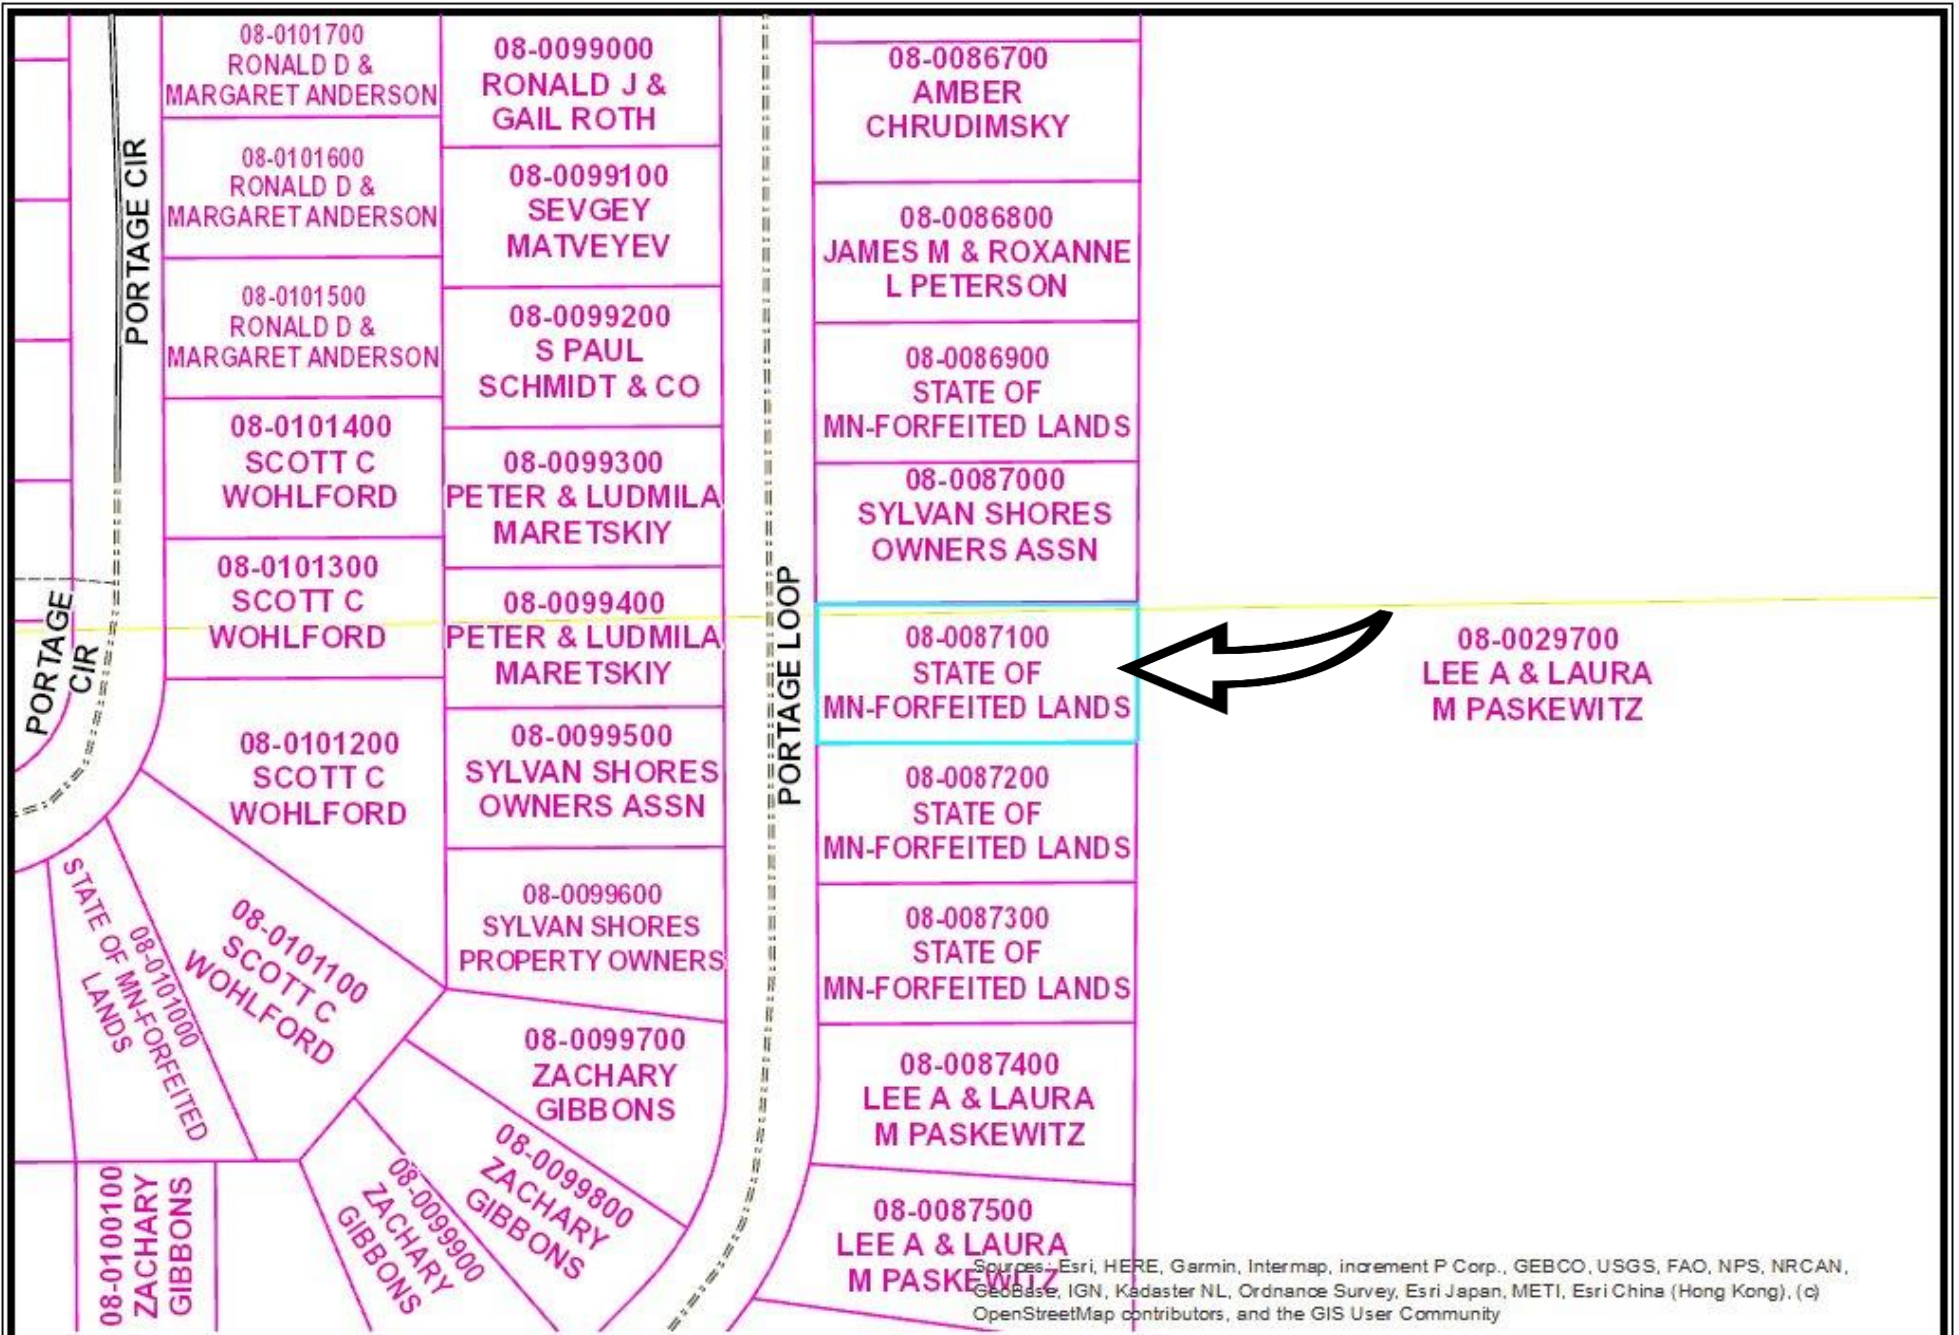 08-0101700
RONALD D &
MARGARET ANDERSON
08-0101600
RONALD D &
MARGARET ANDERSON
08-0101500
RONALD D &
MARGARET ANDERSON
08-0101400
SCOTT C
WOHLFORD
08-0101300
SCOTT C
WOHLFORD
08-0101200
SCOTT C
WOHLFORD
08-0101100
SCOTT C
WOHLFORD
08-0101000
STATE OF MN-FORFEITED
LANDS
08-0100100
ZACHARY
GIBBONS
PORTAGE CIR
PORTAGE
CIR
08-0099000
RONALD J &
GAIL ROTH
08-0099100
SEVGEY
MATVEYEV
08-0099200
S PAUL
SCHMIDT & CO
08-0099300
PETER & LUDMILA
MARETSKIY
08-0099400
PETER & LUDMILA
MARETSKIY
08-0099500
SYLVAN SHORES
OWNERS ASSN
08-0099600
SYLVAN SHORES
PROPERTY OWNERS
08-0099700
ZACHARY
GIBBONS
08-0099800
ZACHARY
GIBBONS
08-0099900
ZACHARY
GIBBONS
PORTAGE LOOP
08-0086700
AMBER
CHRUDIMSKY
08-0086800
JAMES M & ROXANNE
L PETERSON
08-0086900
STATE OF
MN-FORFEITED LANDS
08-0087000
SYLVAN SHORES
OWNERS ASSN
08-0087100
STATE OF
MN-FORFEITED LANDS
08-0087200
STATE OF
MN-FORFEITED LANDS
08-0087300
STATE OF
MN-FORFEITED LANDS
08-0087400
LEE A & LAURA
M PASKEWITZ
08-0087500
LEE A & LAURA
M PASKEWITZ
08-0029700
LEE A & LAURA
M PASKEWITZ
Sources: Esri, HERE, Garmin, Intermap, increment P Corp., GEBCO, USGS, FAO, NPS, NRCAN,
GeoBase, IGN, Kadaster NL, Ordnance Survey, Esri Japan, METI, Esri China (Hong Kong), (c)
OpenStreetMap contributors, and the GIS User Community